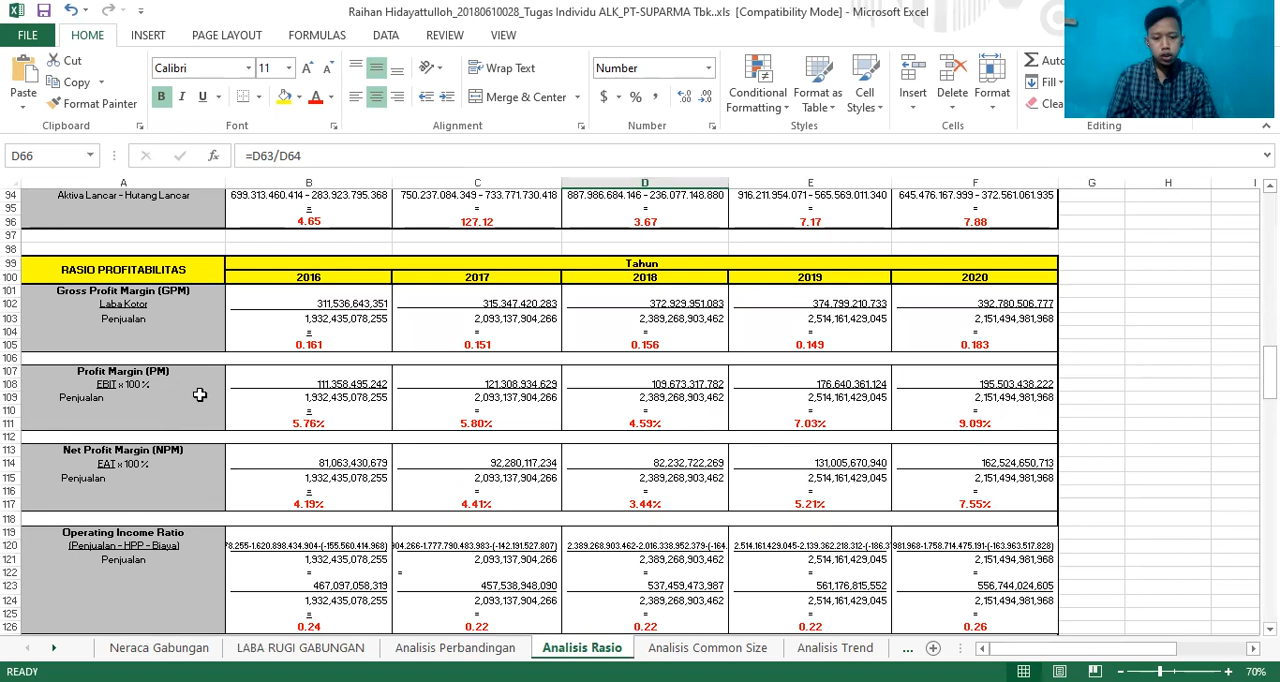 Raihan Hidayattulloh_20180610028_Tugas Individu ALK_PT-SUPARMA Tbk..xls [Compatibility Mode] - Microsoft Excel
FILE HOME INSERT PAGE LAYOUT FORMULAS DATA REVIEW VIEW
Cut
Copy
Format Painter
Paste
Calibri 11
B I U
Wrap Text
Merge & Center
Number
$ % ,
Conditional Formatting
Format as Table
Cell Styles
Insert Delete Format
Fill
Clipboard Font Alignment Number Styles Cells Editing
D66 =D63/D64
A B C D E F G H I
94 Aktiva Lancar - Hutang Lancar 699.313.460.414 - 283.923.795.368 750.237.084.349 - 733.771.730.418 887.986.684.146 - 236.077.148.880 916.211.954.071 - 565.569.011.340 645.476.167.999 - 372.561.061.935
95 = = = = =
96 4.65 127.12 3.67 7.17 7.88
97
98
99 RASIO PROFITABILITAS Tahun
100 2016 2017 2018 2019 2020
101 Gross Profit Margin (GPM)
102 Laba Kotor 311,536,643,351 315.347.420.283 372.929.951.083 374.799.210.733 392.780.506.777
103 Penjualan 1,932,435,078,255 2,093,137,904,266 2,389,268,903,462 2,514,161,429,045 2,151,494,981,968
104 = = = = =
105 0.161 0.151 0.156 0.149 0.183
106
107 Profit Margin (PM)
108 EBIT x 100% 111.358.495.242 121.308.934.629 109.673.317.782 176.640.361.124 195.503.438.222
109 Penjualan 1,932,435,078,255 2,093,137,904,266 2,389,268,903,462 2,514,161,429,045 2,151,494,981,968
110 = = = = =
111 5.76% 5.80% 4.59% 7.03% 9.09%
112
113 Net Profit Margin (NPM)
114 EAT x 100% 81,063,430,679 92,280,117,234 82,232,722,269 131,005,670,940 162,524,650,713
115 Penjualan 1,932,435,078,255 2,093,137,904,266 2,389,268,903,462 2,514,161,429,045 2,151,494,981,968
116 = = = = =
117 4.19% 4.41% 3.44% 5.21% 7.55%
118
119 Operating Income Ratio
120 (Penjualan - HPP - Biaya) 78.255-1.620.898.434.904-(-155.560.414.968) 904.266-1.777.790.483.983-(-142.191.527.807) 2.389.268.903.462-2.016.338.952.379-(-164. 2.514.161.429.045-2.139.362.218.312-(-186.3 981.968-1.758.714.475.191-(-163.963.517.828)
121 Penjualan 1,932,435,078,255 2,093,137,904,266 2,389,268,903,462 2,514,161,429,045 2,151,494,981,968
122 = = = = =
123 467,097,058,319 457,538,948,090 537,459,473,987 561,176,815,552 556,744,024,605
124 1,932,435,078,255 2,093,137,904,266 2,389,268,903,462 2,514,161,429,045 2,151,494,981,968
125 = = = = =
126 0.24 0.22 0.22 0.22 0.26
Neraca Gabungan LABA RUGI GABUNGAN Analisis Perbandingan Analisis Rasio Analisis Common Size Analisis Trend ...
READY 70%